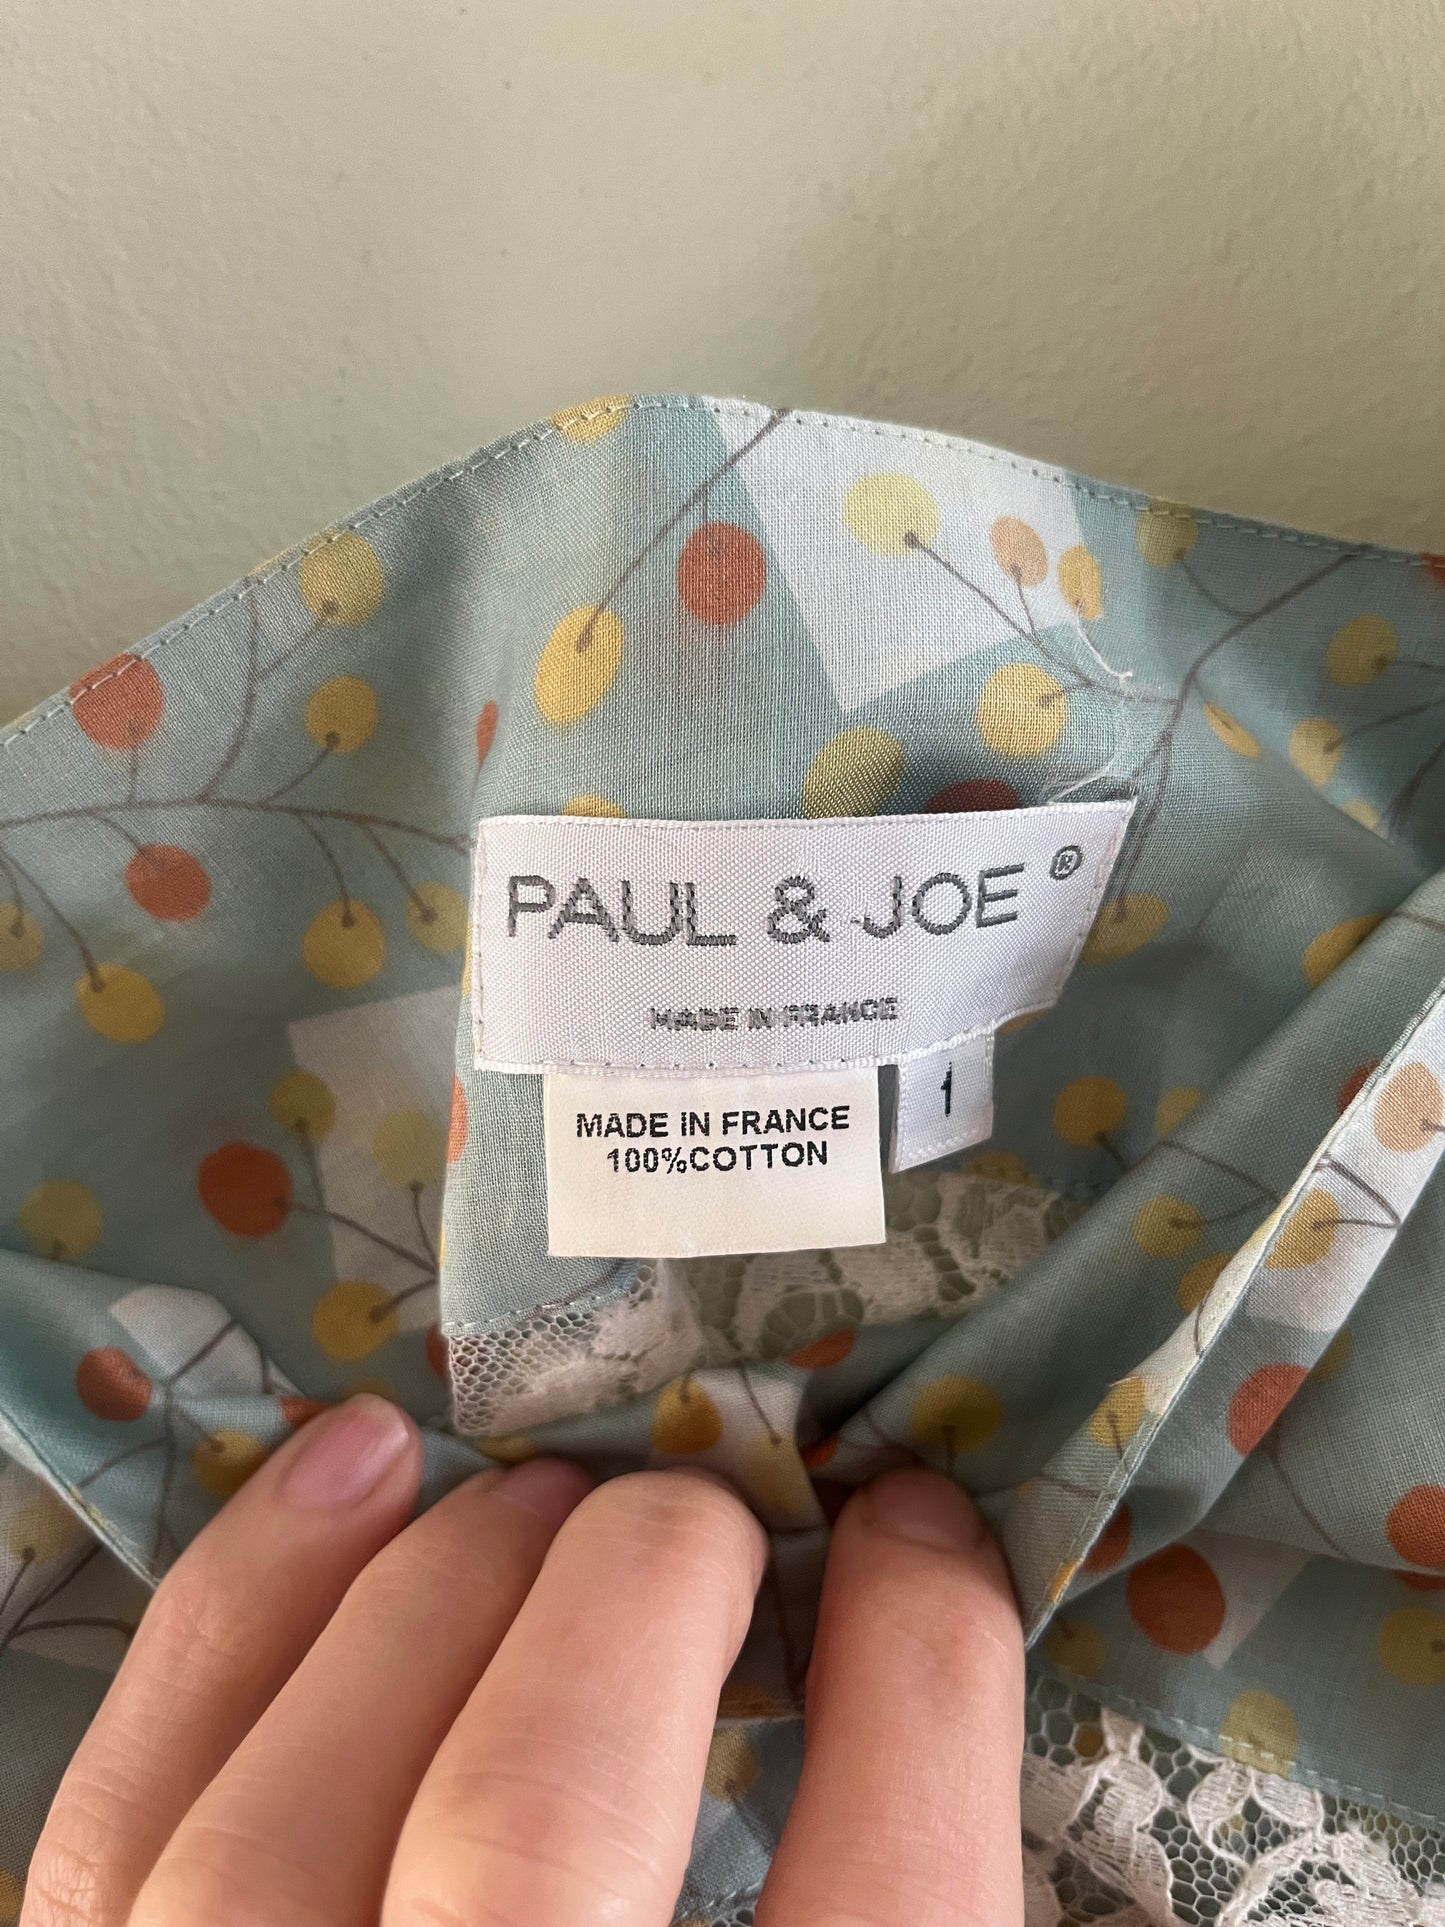 PAUL & JOE ®
MADE IN FRANCE
1
MADE IN FRANCE
100%COTTON